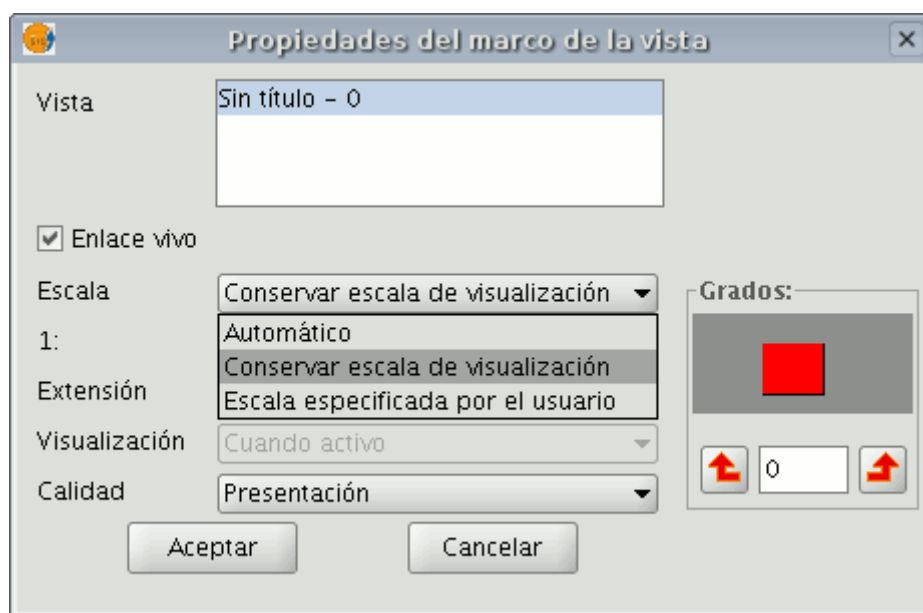 Propiedades del marco de la vista
Vista
Sin título - 0
Enlace vivo
Escala
Conservar escala de visualización
Grados:
1:
Automático
Conservar escala de visualización
Extensión
Escala especificada por el usuario
Visualización
Cuando activo
0
Calidad
Presentación
Aceptar
Cancelar